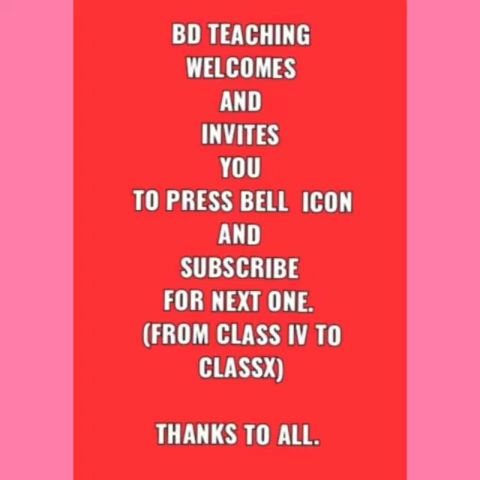 BD TEACHING
WELCOMES
AND
INVITES
YOU
TO PRESS BELL ICON
AND
SUBSCRIBE
FOR NEXT ONE.
(FROM CLASS IV TO
CLASSX)
THANKS TO ALL.